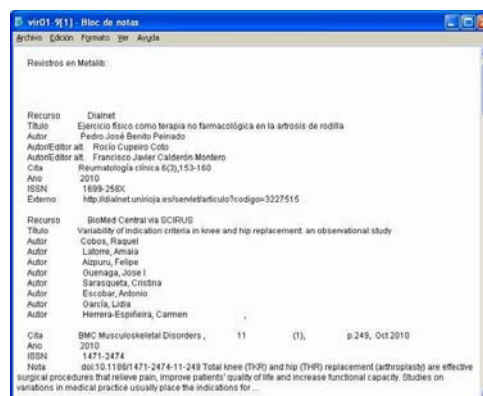 vir01-9[1] - Bloc de notas
Archivo Edición Formato Ver Ayuda
Rexistros en Metalib:
Recurso Dialnet
Título Ejercicio físico como terapia no farmacológica en la artrosis de rodilla
Autor Pedro José Benito Peinado
Autor/Editor alt. Rocío Cupeiro Coto
Autor/Editor alt. Francisco Javier Calderón Montero
Cita Reumatología clínica 6(3),153-160
Ano 2010
ISSN 1699-258X
Externo http://dialnet.unirioja.es/servlet/articulo?codigo=3227515
Recurso BioMed Central via SCIRUS
Título Variability of indication criteria in knee and hip replacement: an observational study
Autor Cobos, Raquel
Autor Latorre, Amaia
Autor Aizpuru, Felipe
Autor Guenaga, Jose I
Autor Sarasqueta, Cristina
Autor Escobar, Antonio
Autor García, Lidia
Autor Herrera-Espiñeira, Carmen ,
Cita BMC Musculoskeletal Disorders , 11 (1), p.249, Oct 2010
Ano 2010
ISSN 1471-2474
Nota doi:10.1186/1471-2474-11-249 Total knee (TKR) and hip (THR) replacement (arthroplasty) are effective
surgical procedures that relieve pain, improve patients' quality of life and increase functional capacity. Studies on
variations in medical practice usually place the indications for ...